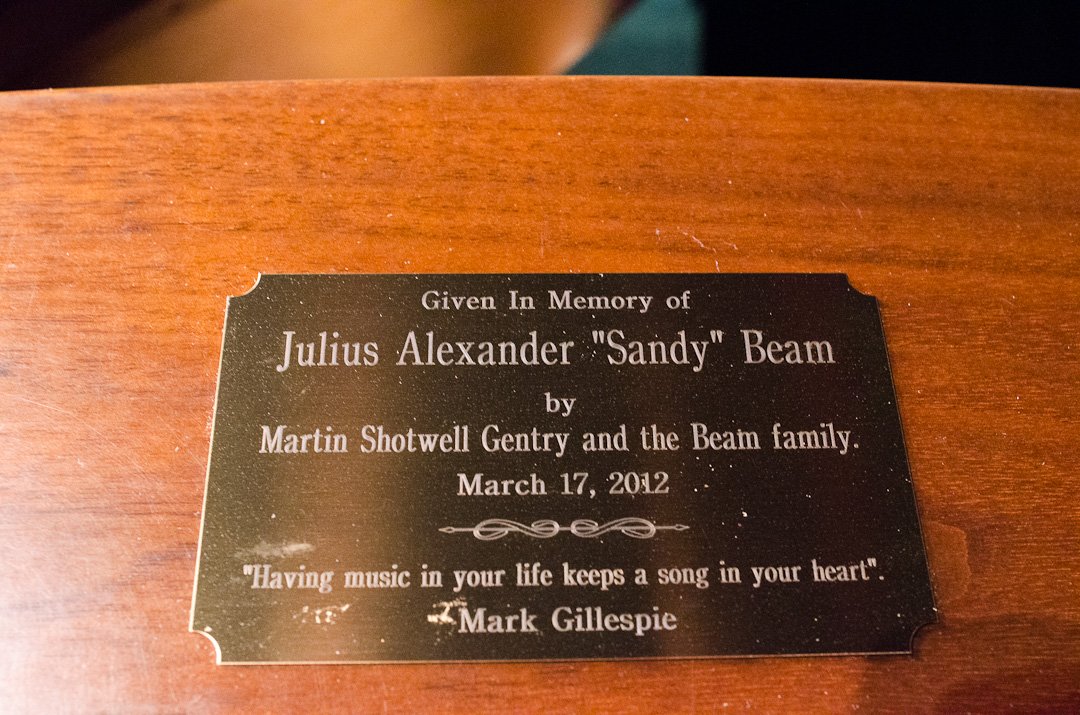 Given In Memory of
Julius Alexander "Sandy" Beam
by
Martin Shotwell Gentry and the Beam family.
March 17, 2012
"Having music in your life keeps a song in your heart".
Mark Gillespie